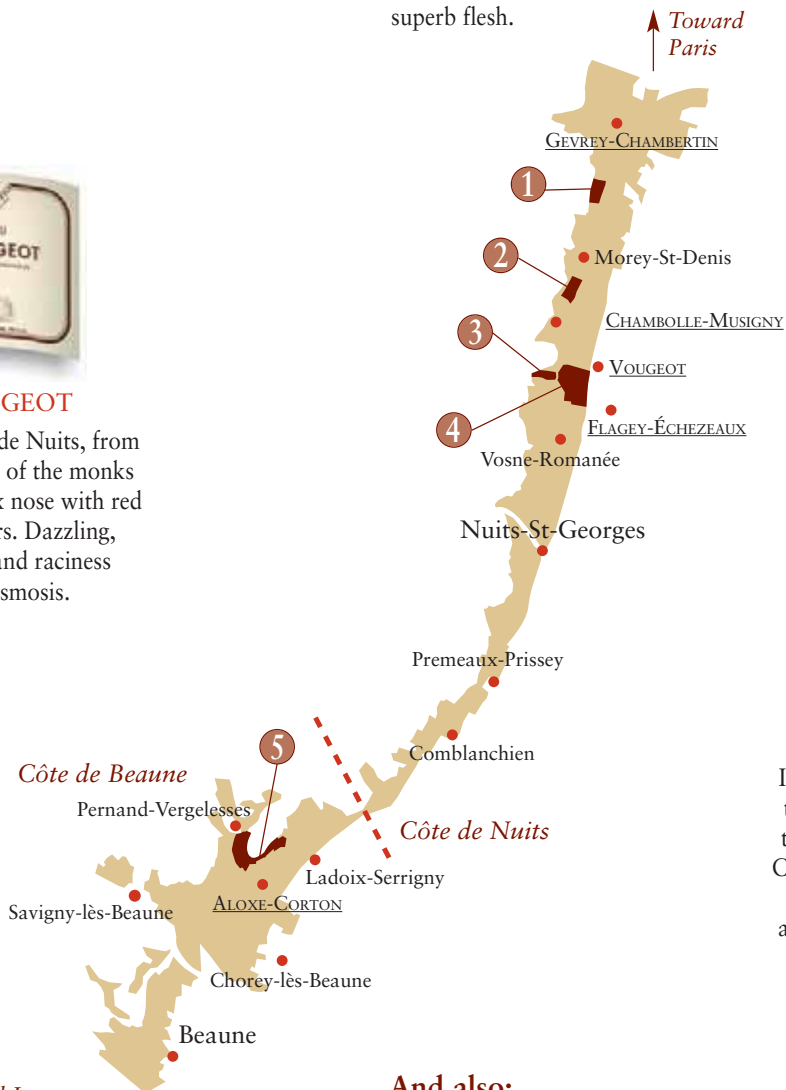 superb flesh.
Toward
Paris
GEVREY-CHAMBERTIN
1
2
Morey-St-Denis
CHAMBOLLE-MUSIGNY
3
VOUGEOT
4
FLAGEY-ÉCHEZEAUX
Vosne-Romanée
GEOT
GEOT
de Nuits, from
of the monks
nose with red
Dazzling,
and raciness
Nuits-St-Georges
Premeaux-Prissey
Comblanchien
5
Côte de Beaune
Côte de Nuits
Pernand-Vergelesses
Ladoix-Serrigny
ALOXE-CORTON
Savigny-lès-Beaune
Chorey-lès-Beaune
Beaune
And also: